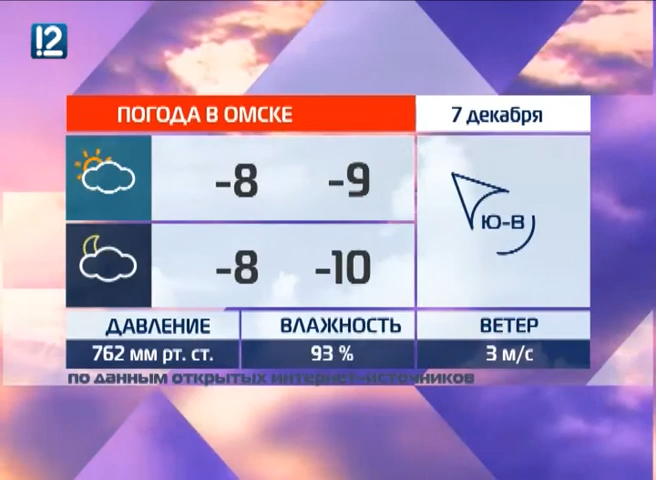 12
ПОГОДА В ОМСКЕ
7 декабря
-8 -9
Ю-В
-8 -10
ДАВЛЕНИЕ ВЛАЖНОСТЬ ВЕТЕР
762 мм рт. ст. 93 % 3 м/с
по данным открытых интернет-источников